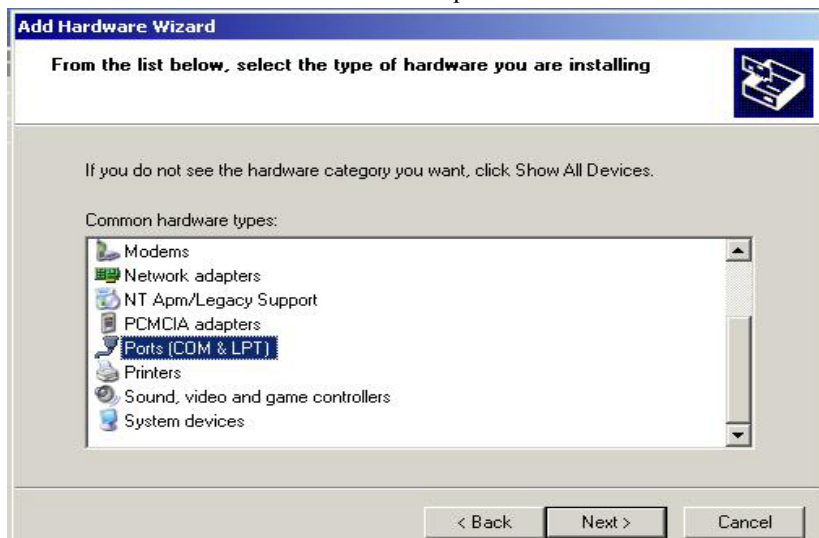 Add Hardware Wizard
From the list below, select the type of hardware you are installing
If you do not see the hardware category you want, click Show All Devices.
Common hardware types:
Modems
Network adapters
NT Apm/Legacy Support
PCMCIA adapters
Ports (COM & LPT)
Printers
Sound, video and game controllers
System devices
< Back Next > Cancel